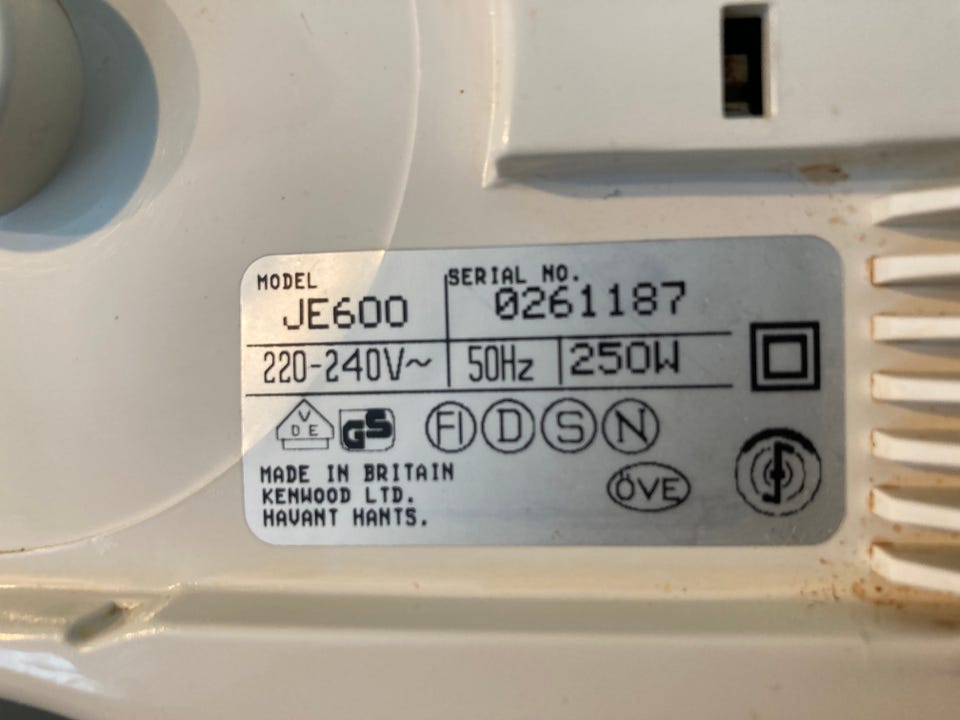 MODEL
JE600
SERIAL NO.
0261187
220-240V~
50Hz
250W
VDE
GS
FI D S N
MADE IN BRITAIN
KENWOOD LTD.
HAVANT HANTS.
ÖVE
S